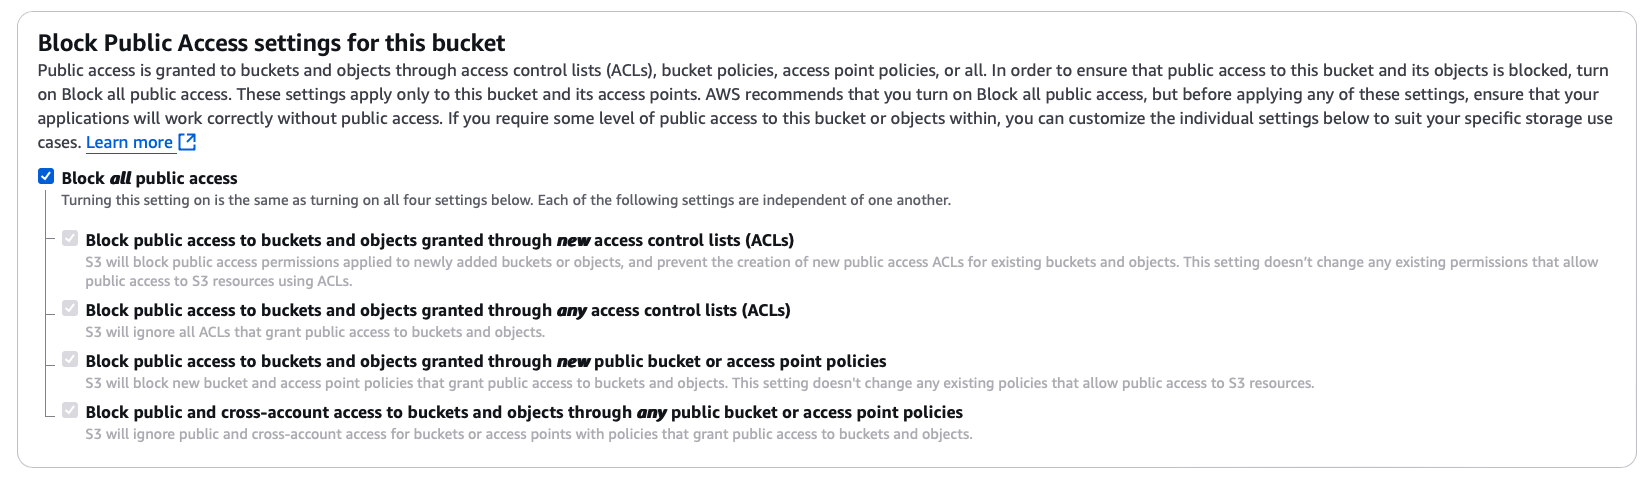 Block Public Access settings for this bucket
Public access is granted to buckets and objects through access control lists (ACLs), bucket policies, access point policies, or all. In order to ensure that public access to this bucket and its objects is blocked, turn
on Block all public access. These settings apply only to this bucket and its access points. AWS recommends that you turn on Block all public access, but before applying any of these settings, ensure that your
applications will work correctly without public access. If you require some level of public access to this bucket or objects within, you can customize the individual settings below to suit your specific storage use
cases. Learn more
Block all public access
Turning this setting on is the same as turning on all four settings below. Each of the following settings are independent of one another.
Block public access to buckets and objects granted through new access control lists (ACLs)
S3 will block public access permissions applied to newly added buckets or objects, and prevent the creation of new public access ACLs for existing buckets and objects. This setting doesn't change any existing permissions that allow
public access to S3 resources using ACLs.
Block public access to buckets and objects granted through any access control lists (ACLs)
S3 will ignore all ACLs that grant public access to buckets and objects.
Block public access to buckets and objects granted through new public bucket or access point policies
S3 will block new bucket and access point policies that grant public access to buckets and objects. This setting doesn't change any existing policies that allow public access to S3 resources.
Block public and cross-account access to buckets and objects through any public bucket or access point policies
S3 will ignore public and cross-account access for buckets or access points with policies that grant public access to buckets and objects.